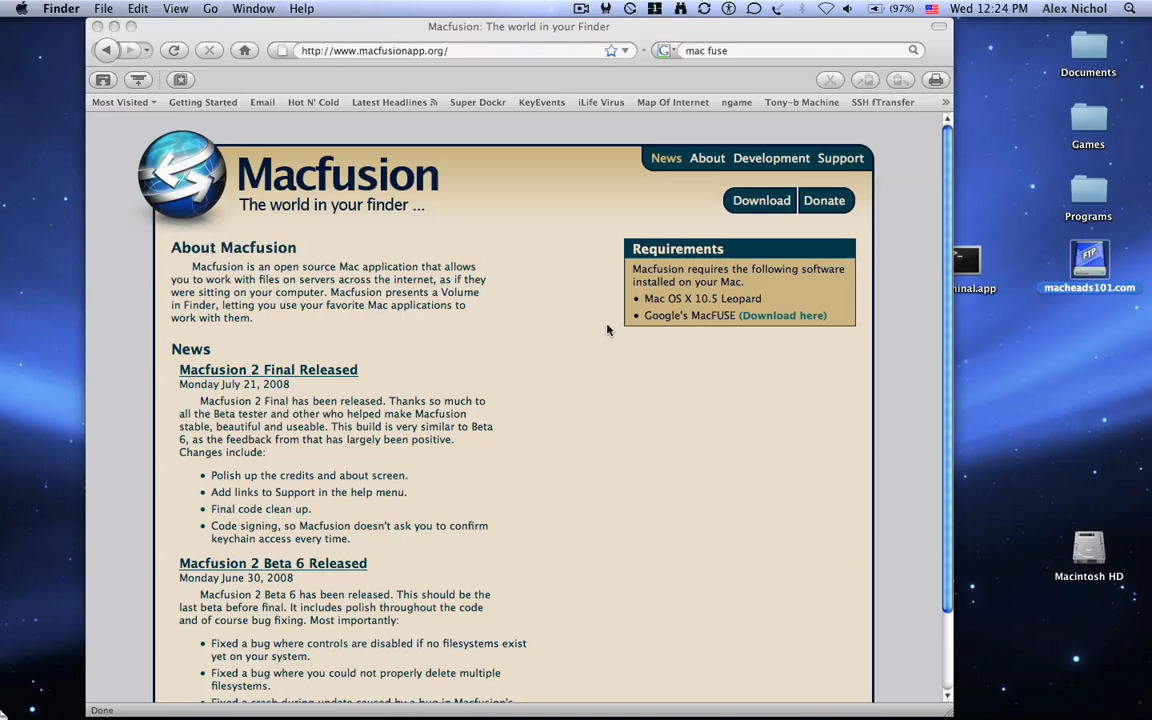 Finder File Edit View Go Window Help (97%) Wed 12:24 PM Alex Nichol
Macfusion: The world in your Finder
http://www.macfusionapp.org/ mac fuse
Most Visited Getting Started Email Hot N' Cold Latest Headlines Super Dockr KeyEvents iLife Virus Map Of Internet ngame Tony-b Machine SSH fTransfer »
News About Development Support
Macfusion
The world in your finder ...
Download Donate
About Macfusion
Macfusion is an open source Mac application that allows
you to work with files on servers across the internet, as if they
were sitting on your computer. Macfusion presents a Volume
in Finder, letting you use your favorite Mac applications to
work with them.
Requirements
Macfusion requires the following software
installed on your Mac.
• Mac OS X 10.5 Leopard
• Google's MacFUSE (Download here)
News
Macfusion 2 Final Released
Monday July 21, 2008
Macfusion 2 Final has been released. Thanks so much to
all the Beta tester and other who helped make Macfusion
stable, beautiful and useable. This build is very similar to Beta
6, as the feedback from that has largely been positive.
Changes include:
• Polish up the credits and about screen.
• Add links to Support in the help menu.
• Final code clean up.
• Code signing, so Macfusion doesn't ask you to confirm
keychain access every time.
Macfusion 2 Beta 6 Released
Monday June 30, 2008
Macfusion 2 Beta 6 has been released. This should be the
last beta before final. It includes polish throughout the code
and of course bug fixing. Most importantly:
• Fixed a bug where controls are disabled if no filesystems exist
yet on your system.
• Fixed a bug where you could not properly delete multiple
filesystems.
• Fixed a crash during update caused by a bug in Macfusion's
Done
Documents
Games
Programs
FTP
minal.app
macheads101.com
Macintosh HD